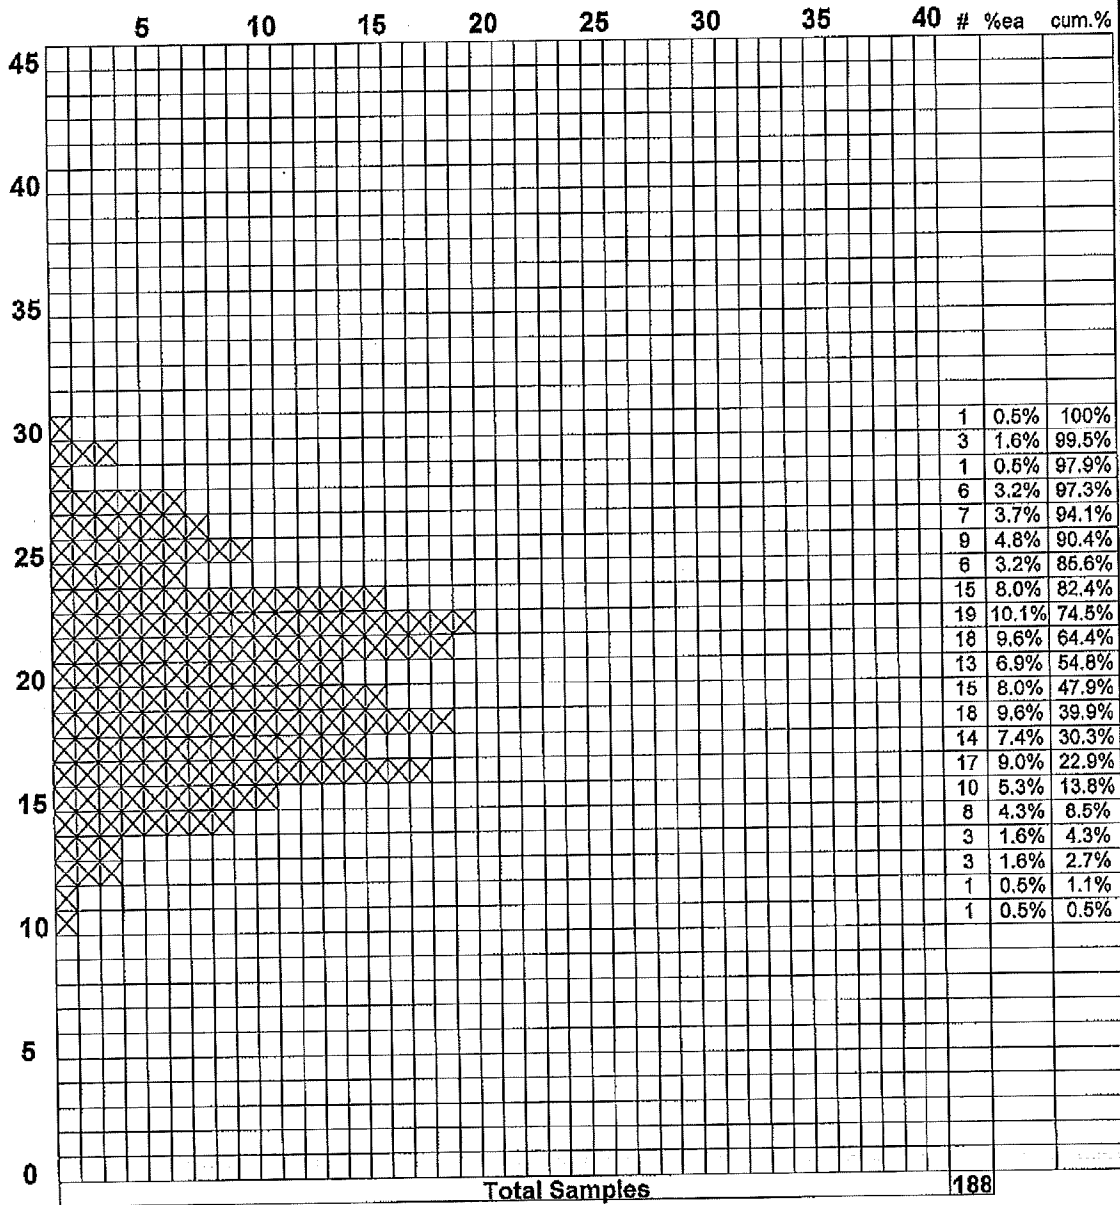 5 10 15 20 25 30 35 40 # %ea cum.%
45
40
35
1 0.5% 100%
30
3 1.6% 99.5%
1 0.5% 97.9%
6 3.2% 97.3%
7 3.7% 94.1%
25 9 4.8% 90.4%
6 3.2% 85.6%
15 8.0% 82.4%
19 10.1% 74.5%
18 9.6% 64.4%
13 6.9% 54.8%
20 15 8.0% 47.9%
18 9.6% 39.9%
14 7.4% 30.3%
17 9.0% 22.9%
10 5.3% 13.8%
15 8 4.3% 8.5%
3 1.6% 4.3%
3 1.6% 2.7%
1 0.5% 1.1%
10 1 0.5% 0.5%
5
0
Total Samples 188